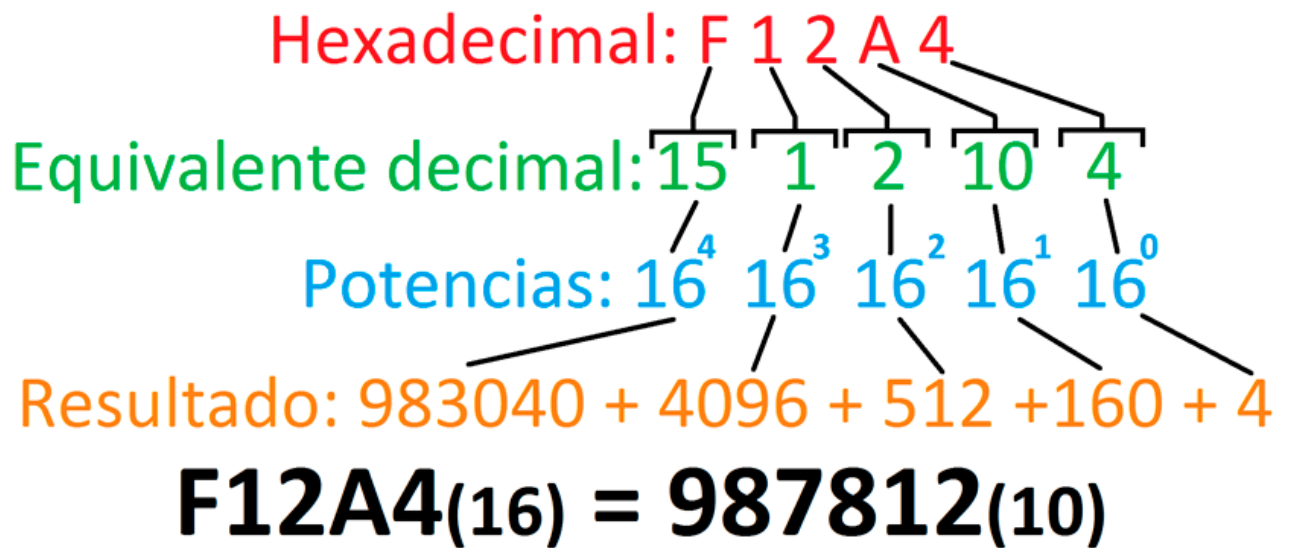 Hexadecimal: F 1 2 A 4
Equivalente decimal: 15 1 2 10 4
Potencias: 16⁴ 16³ 16² 16¹ 16⁰
Resultado: 983040 + 4096 + 512 +160 + 4
F12A4(16) = 987812(10)